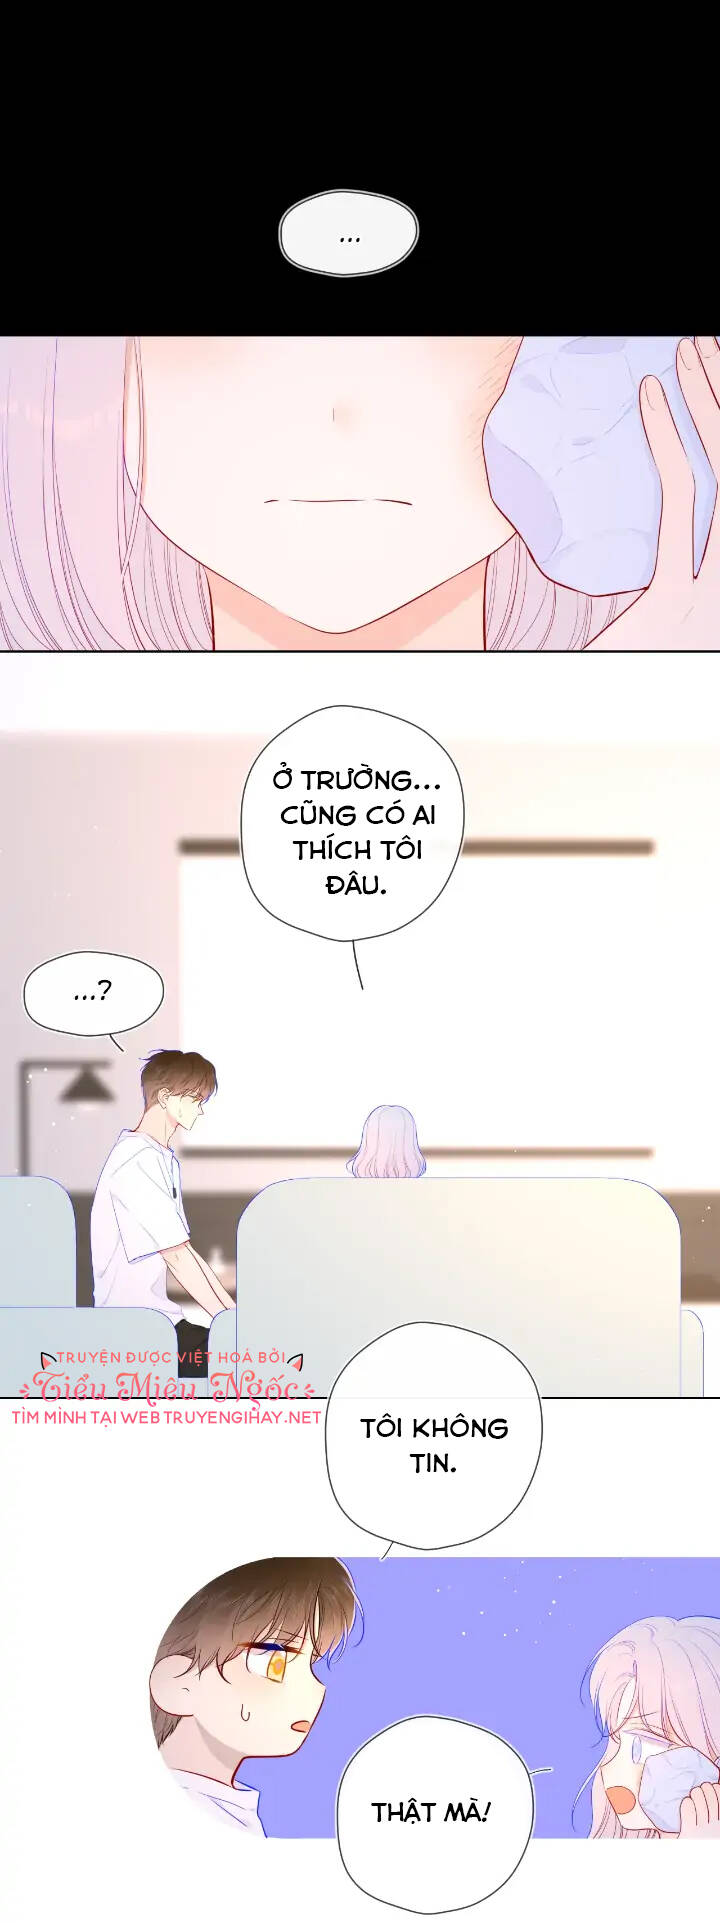 ...
Ở TRƯỜNG...
CŨNG CÓ AI
THÍCH TÔI
ĐÂU.
...?
TRUYỆN ĐƯỢC VIỆT HOÁ BỞI
Tiểu Miêu Ngốc
TÌM MÌNH TẠI WEB TRUYENGIHAY.NET
TÔI KHÔNG
TIN.
THẬT MÀ!